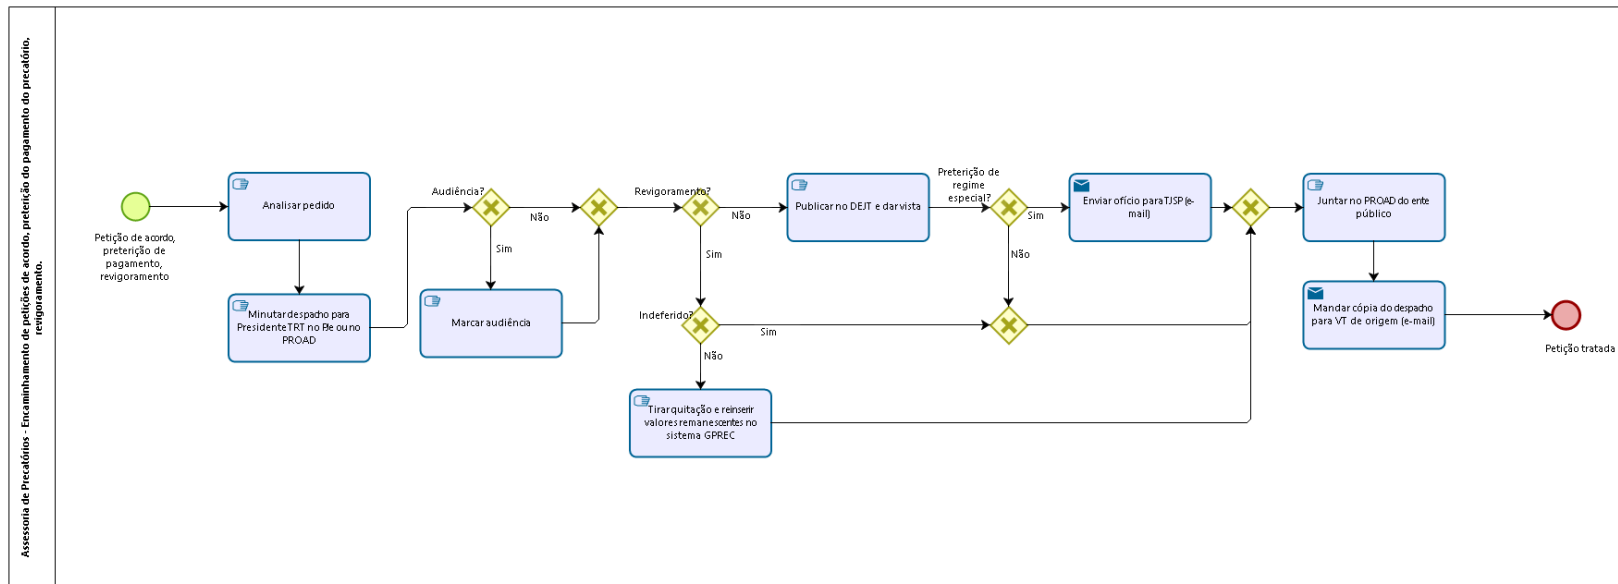 Assessoria de Precatórios - Encaminhamento de petições de acordo, preterição do pagamento do precatório,
revigoramento.
Petição de acordo,
preterição de
pagamento,
revigoramento
Analisar pedido
Minutar despacho para
Presidente TRT no PJe ou no
PROAD
Audiência?
Não
Sim
Marcar audiência
Revigoramento?
Não
Sim
Indeferido?
Sim
Não
Tirar quitação e reinserir
valores remanescentes no
sistema GPREC
Publicar no DEJT e dar vista
Preterição de
regime
especial?
Sim
Não
Enviar ofício para TJSP (e-
mail)
Juntar no PROAD do ente
público
Mandar cópia do despacho
para VT de origem (e-mail)
Petição tratada